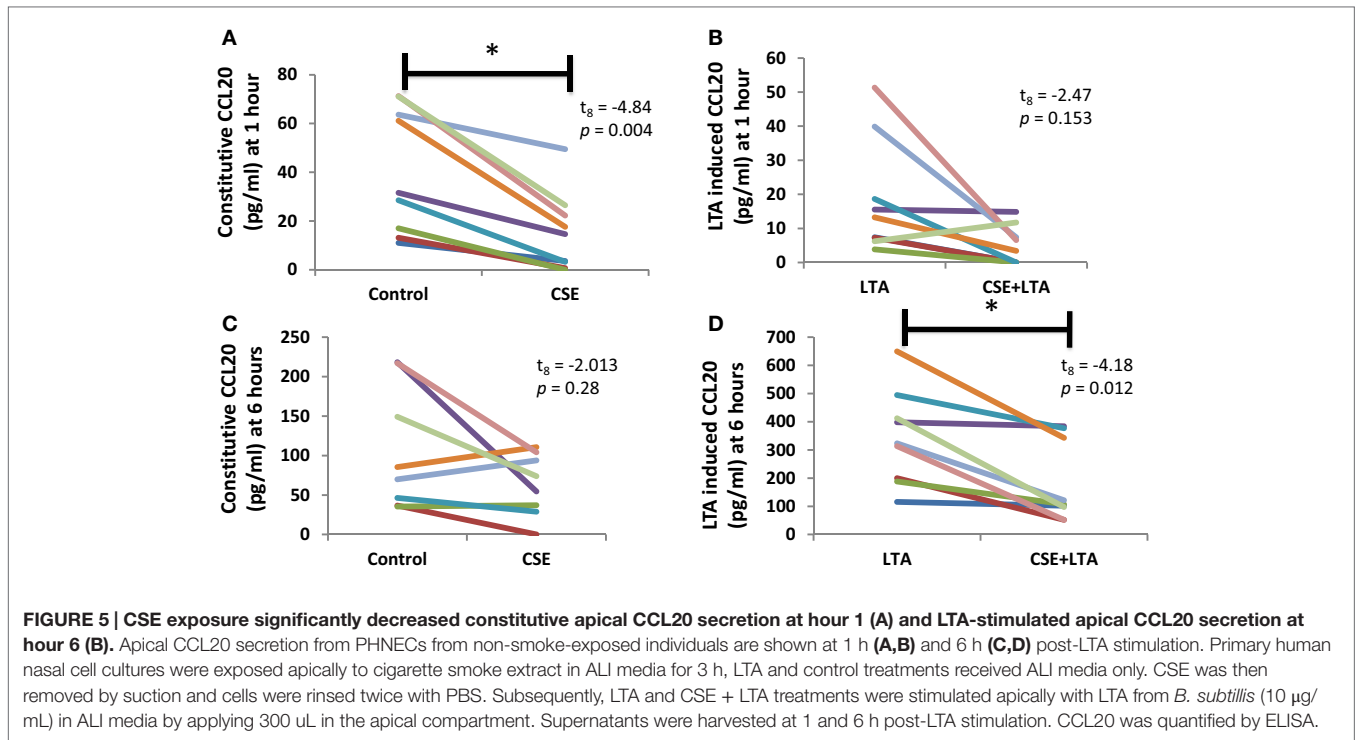 A
*
Constitutive CCL20
(pg/ml) at 1 hour
80
60
40
20
0
t8 = -4.84
p = 0.004
Control
CSE
B
LTA induced CCL20
(pg/ml) at 1 hour
60
50
40
30
20
10
0
t8 = -2.47
p = 0.153
LTA
CSE+LTA
C
Constitutive CCL20
(pg/ml) at 6 hours
250
200
150
100
50
0
t8 = -2.013
p = 0.28
Control
CSE
D
*
LTA induced CCL20
(pg/ml) at 6 hours
700
600
500
400
300
200
100
0
t8 = -4.18
p = 0.012
LTA
CSE+LTA
FIGURE 5 | CSE exposure significantly decreased constitutive apical CCL20 secretion at hour 1 (A) and LTA-stimulated apical CCL20 secretion at
hour 6 (B). Apical CCL20 secretion from PHNECs from non-smoke-exposed individuals are shown at 1 h (A,B) and 6 h (C,D) post-LTA stimulation. Primary human
nasal cell cultures were exposed apically to cigarette smoke extract in ALI media for 3 h, LTA and control treatments received ALI media only. CSE was then
removed by suction and cells were rinsed twice with PBS. Subsequently, LTA and CSE + LTA treatments were stimulated apically with LTA from B. subtillis (10 μg/
mL) in ALI media by applying 300 uL in the apical compartment. Supernatants were harvested at 1 and 6 h post-LTA stimulation. CCL20 was quantified by ELISA.